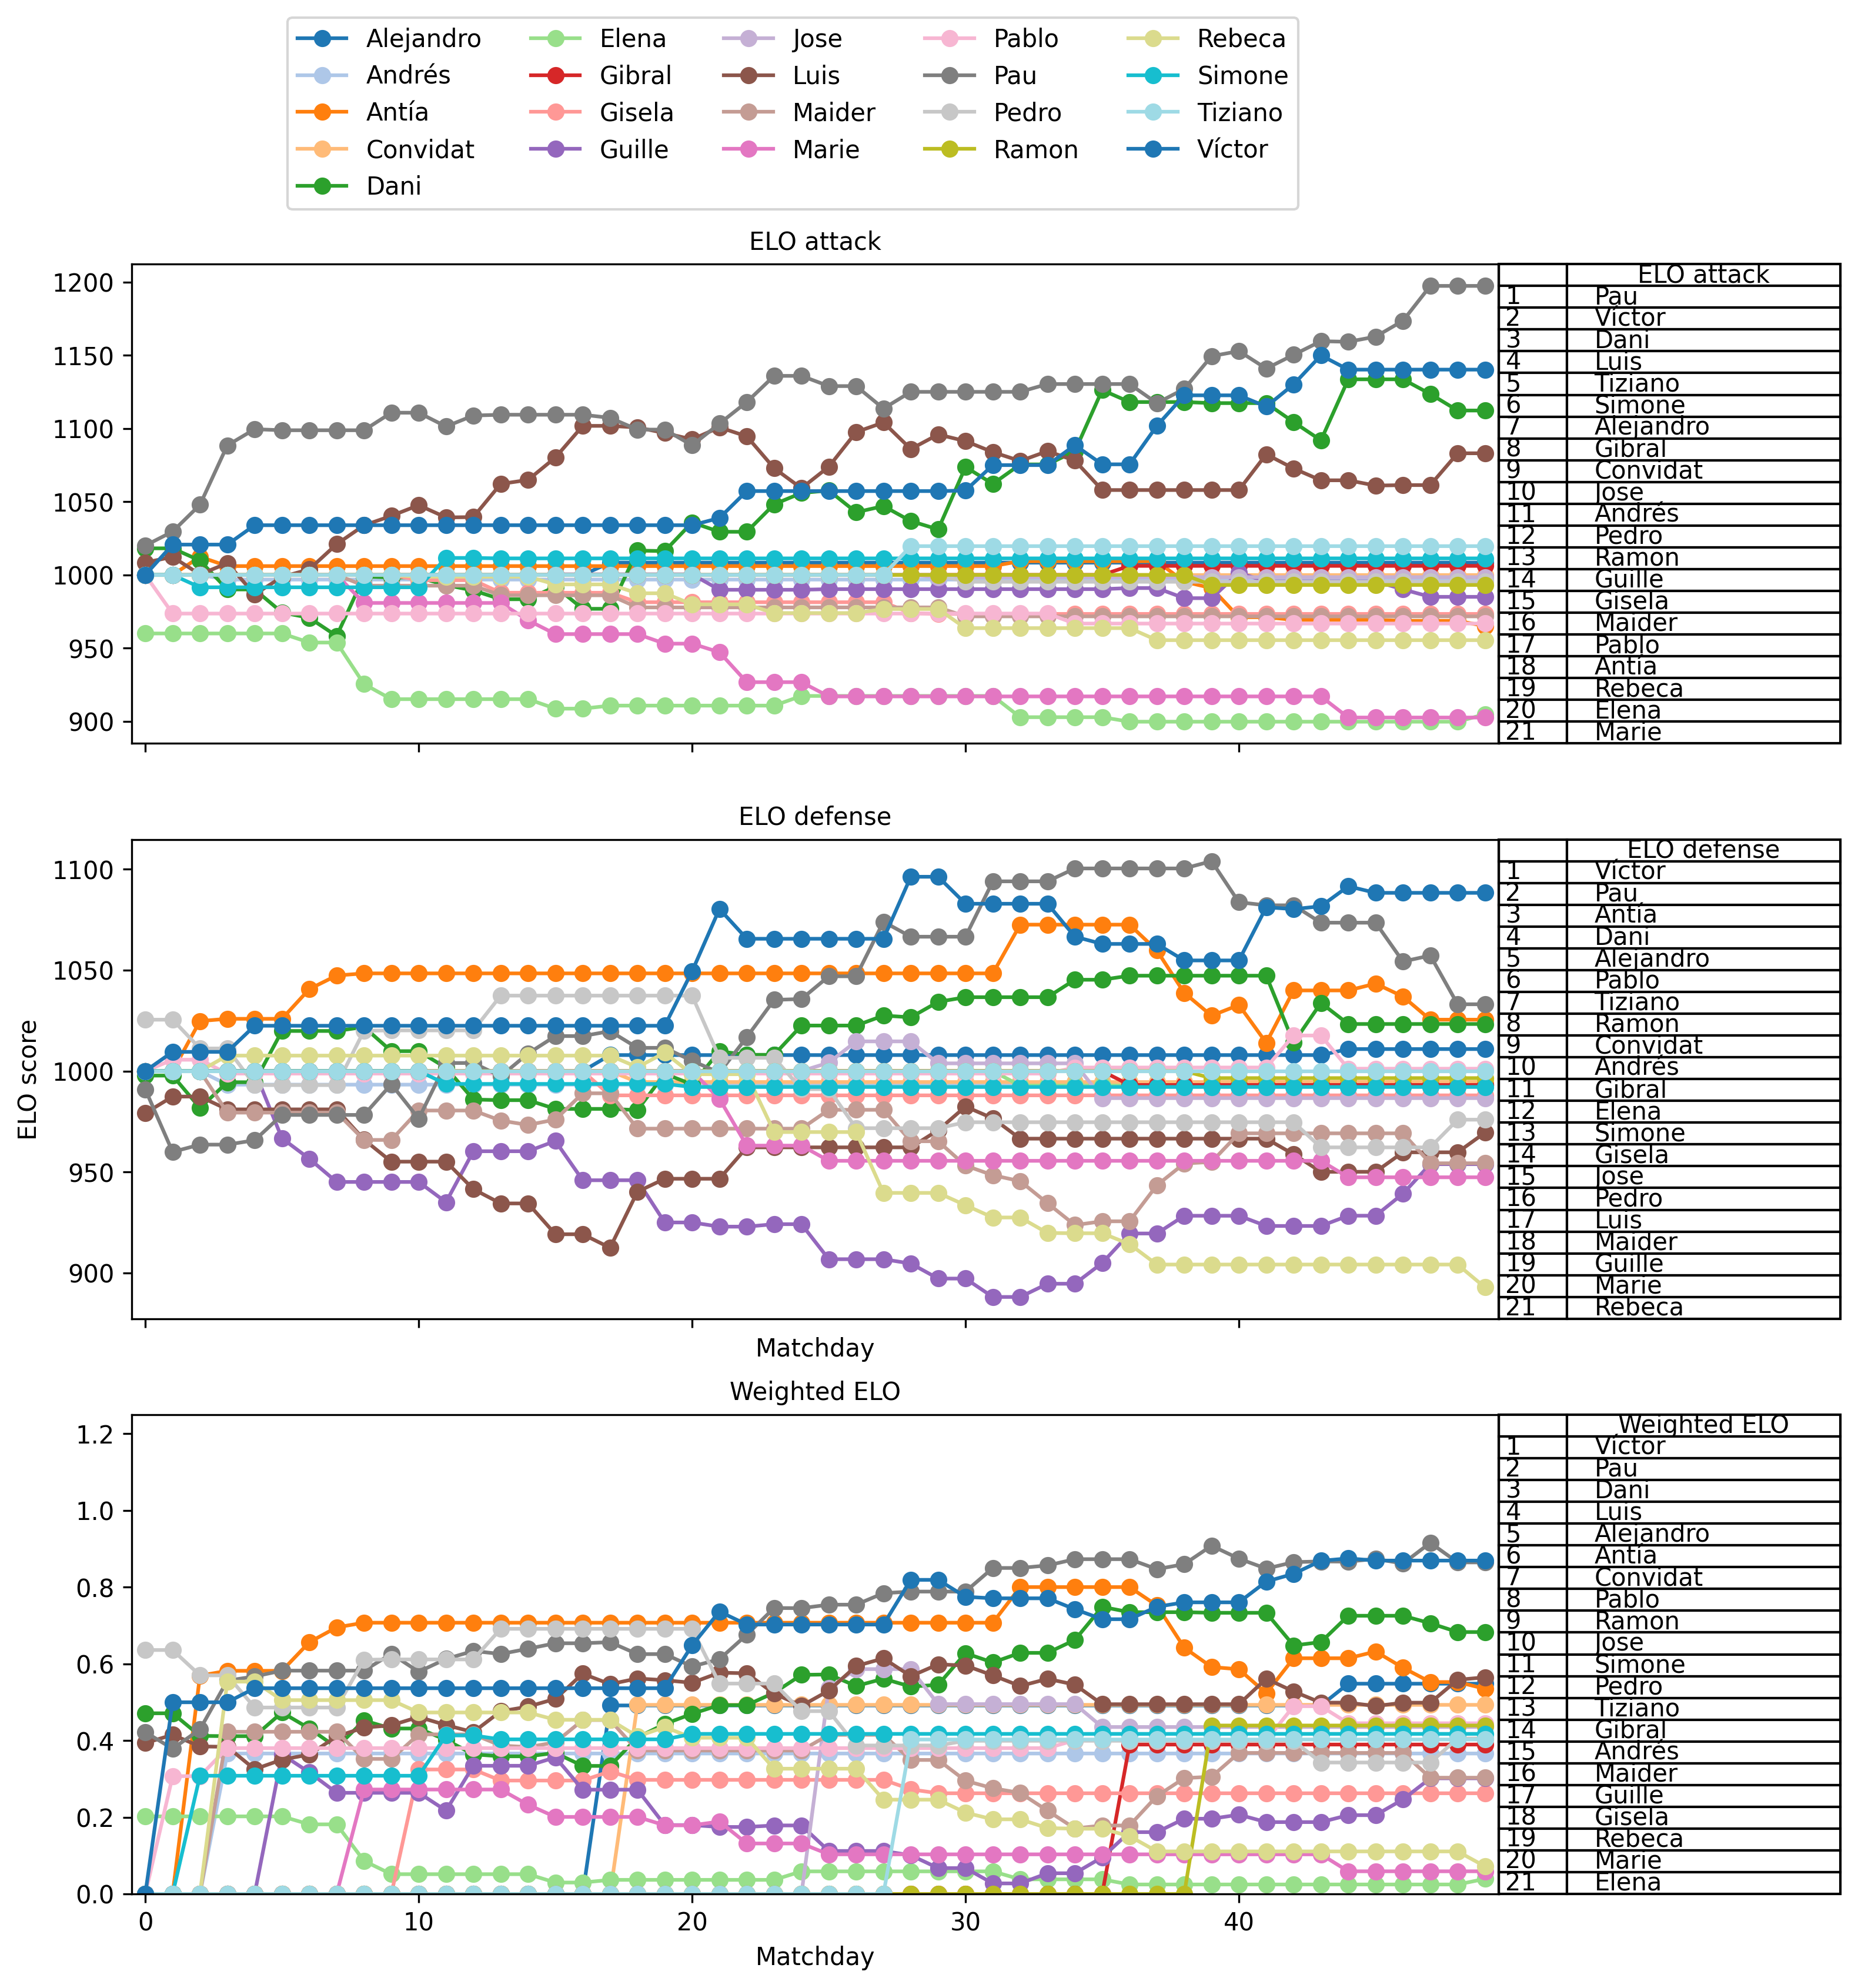 Alejandro Elena Jose Pablo Rebeca
Andrés Gibral Luis Pau Simone
Antía Gisela Maider Pedro Tiziano
Convidat Guille Marie Ramon Víctor
Dani
ELO attack
1200
1150
1100
1050
1000
950
900
ELO attack
1 Pau
2 Víctor
3 Dani
4 Luis
5 Tiziano
6 Simone
7 Alejandro
8 Gibral
9 Convidat
10 Jose
11 Andrés
12 Pedro
13 Ramon
14 Guille
15 Gisela
16 Maider
17 Pablo
18 Antía
19 Rebeca
20 Elena
21 Marie
ELO defense
ELO score
1100
1050
1000
950
900
Matchday
ELO defense
1 Víctor
2 Pau
3 Antía
4 Dani
5 Alejandro
6 Pablo
7 Tiziano
8 Ramon
9 Convidat
10 Andrés
11 Gibral
12 Elena
13 Simone
14 Gisela
15 Jose
16 Pedro
17 Luis
18 Maider
19 Guille
20 Marie
21 Rebeca
Weighted ELO
1.2
1.0
0.8
0.6
0.4
0.2
0.0
0 10 20 30 40
Matchday
Weighted ELO
1 Víctor
2 Pau
3 Dani
4 Luis
5 Alejandro
6 Antía
7 Convidat
8 Pablo
9 Ramon
10 Jose
11 Simone
12 Pedro
13 Tiziano
14 Gibral
15 Andrés
16 Maider
17 Guille
18 Gisela
19 Rebeca
20 Marie
21 Elena